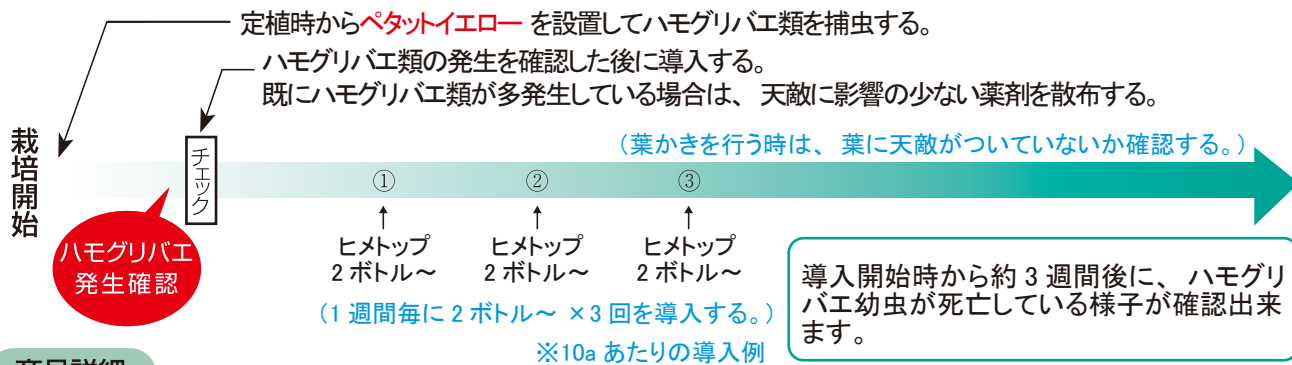 定植時からペタットイエロー を設置してハモグリバエ類を捕虫する。
ハモグリバエ類の発生を確認した後に導入する。
既にハモグリバエ類が多発生している場合は、天敵に影響の少ない薬剤を散布する。
栽培開始
チェック
(葉かきを行う時は、葉に天敵がついていないか確認する。)
ハモグリバエ
発生確認
① ② ③
ヒメトップ ヒメトップ ヒメトップ
2 ボトル～ 2 ボトル～ 2 ボトル～
(1 週間毎に 2 ボトル～ ×3 回を導入する。)
※10a あたりの導入例
導入開始時から約 3 週間後に、ハモグリ
バエ幼虫が死亡している様子が確認出来
ます。